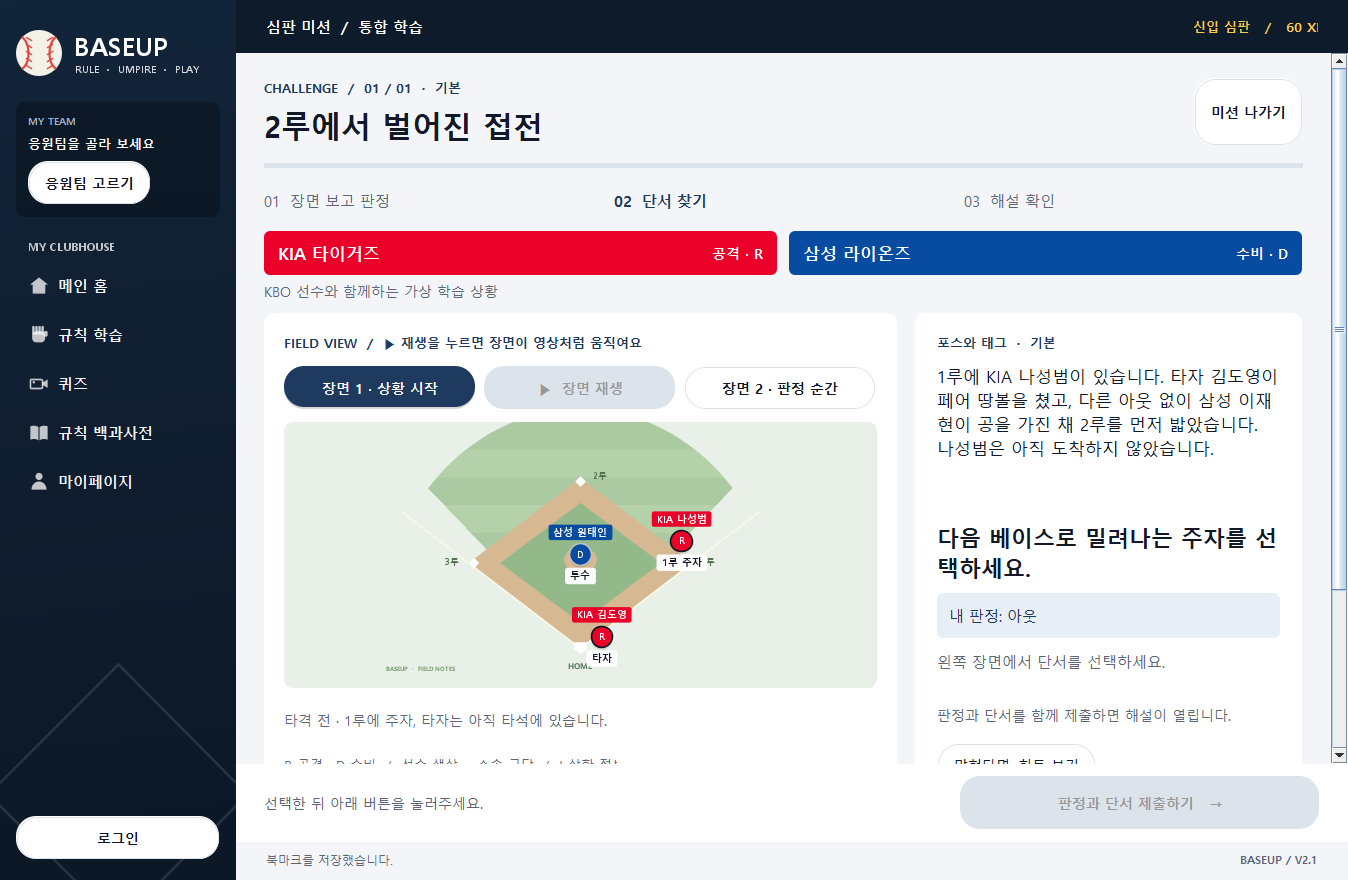 BASEUP
RULE · UMPIRE · PLAY
MY TEAM
응원팀을 골라 보세요
응원팀 고르기
MY CLUBHOUSE
메인 홈
규칙 학습
퀴즈
규칙 백과사전
마이페이지
로그인
심판 미션 / 통합 학습
신입 심판 / 60
CHALLENGE / 01 / 01 · 기본
2루에서 벌어진 접전
미션 나가기
01 장면 보고 판정
02 단서 찾기
03 해설 확인
KIA 타이거즈
공격 · R
삼성 라이온즈
수비 · D
KBO 선수와 함께하는 가상 학습 상황
FIELD VIEW / ▶ 재생을 누르면 장면이 영상처럼 움직여요
장면 1 · 상황 시작
▶ 장면 재생
장면 2 · 판정 순간
2루
KIA 나성범
R
1루 주자
루
삼성 원태인
D
투수
3루
KIA 김도영
R
타자
HOME
BASEUP · FIELD NOTES
타격 전 · 1루에 주자, 타자는 아직 타석에 있습니다.
포스와 태그 · 기본
1루에 KIA 나성범이 있습니다. 타자 김도영이
페어 땅볼을 쳤고, 다른 아웃 없이 삼성 이재
현이 공을 가진 채 2루를 먼저 밟았습니다.
나성범은 아직 도착하지 않았습니다.
다음 베이스로 밀려나는 주자를 선
택하세요.
내 판정: 아웃
왼쪽 장면에서 단서를 선택하세요.
판정과 단서를 함께 제출하면 해설이 열립니다.
선택한 뒤 아래 버튼을 눌러주세요.
판정과 단서 제출하기 →
북마크를 저장했습니다.
BASEUP / V2.1